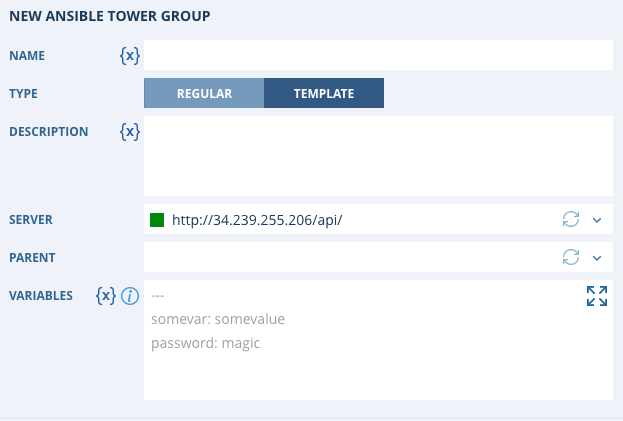 NEW ANSIBLE TOWER GROUP
NAME {x}
TYPE REGULAR TEMPLATE
DESCRIPTION {x}
SERVER http://34.239.255.206/api/
PARENT
VARIABLES {x} i ---
somevar: somevalue
password: magic